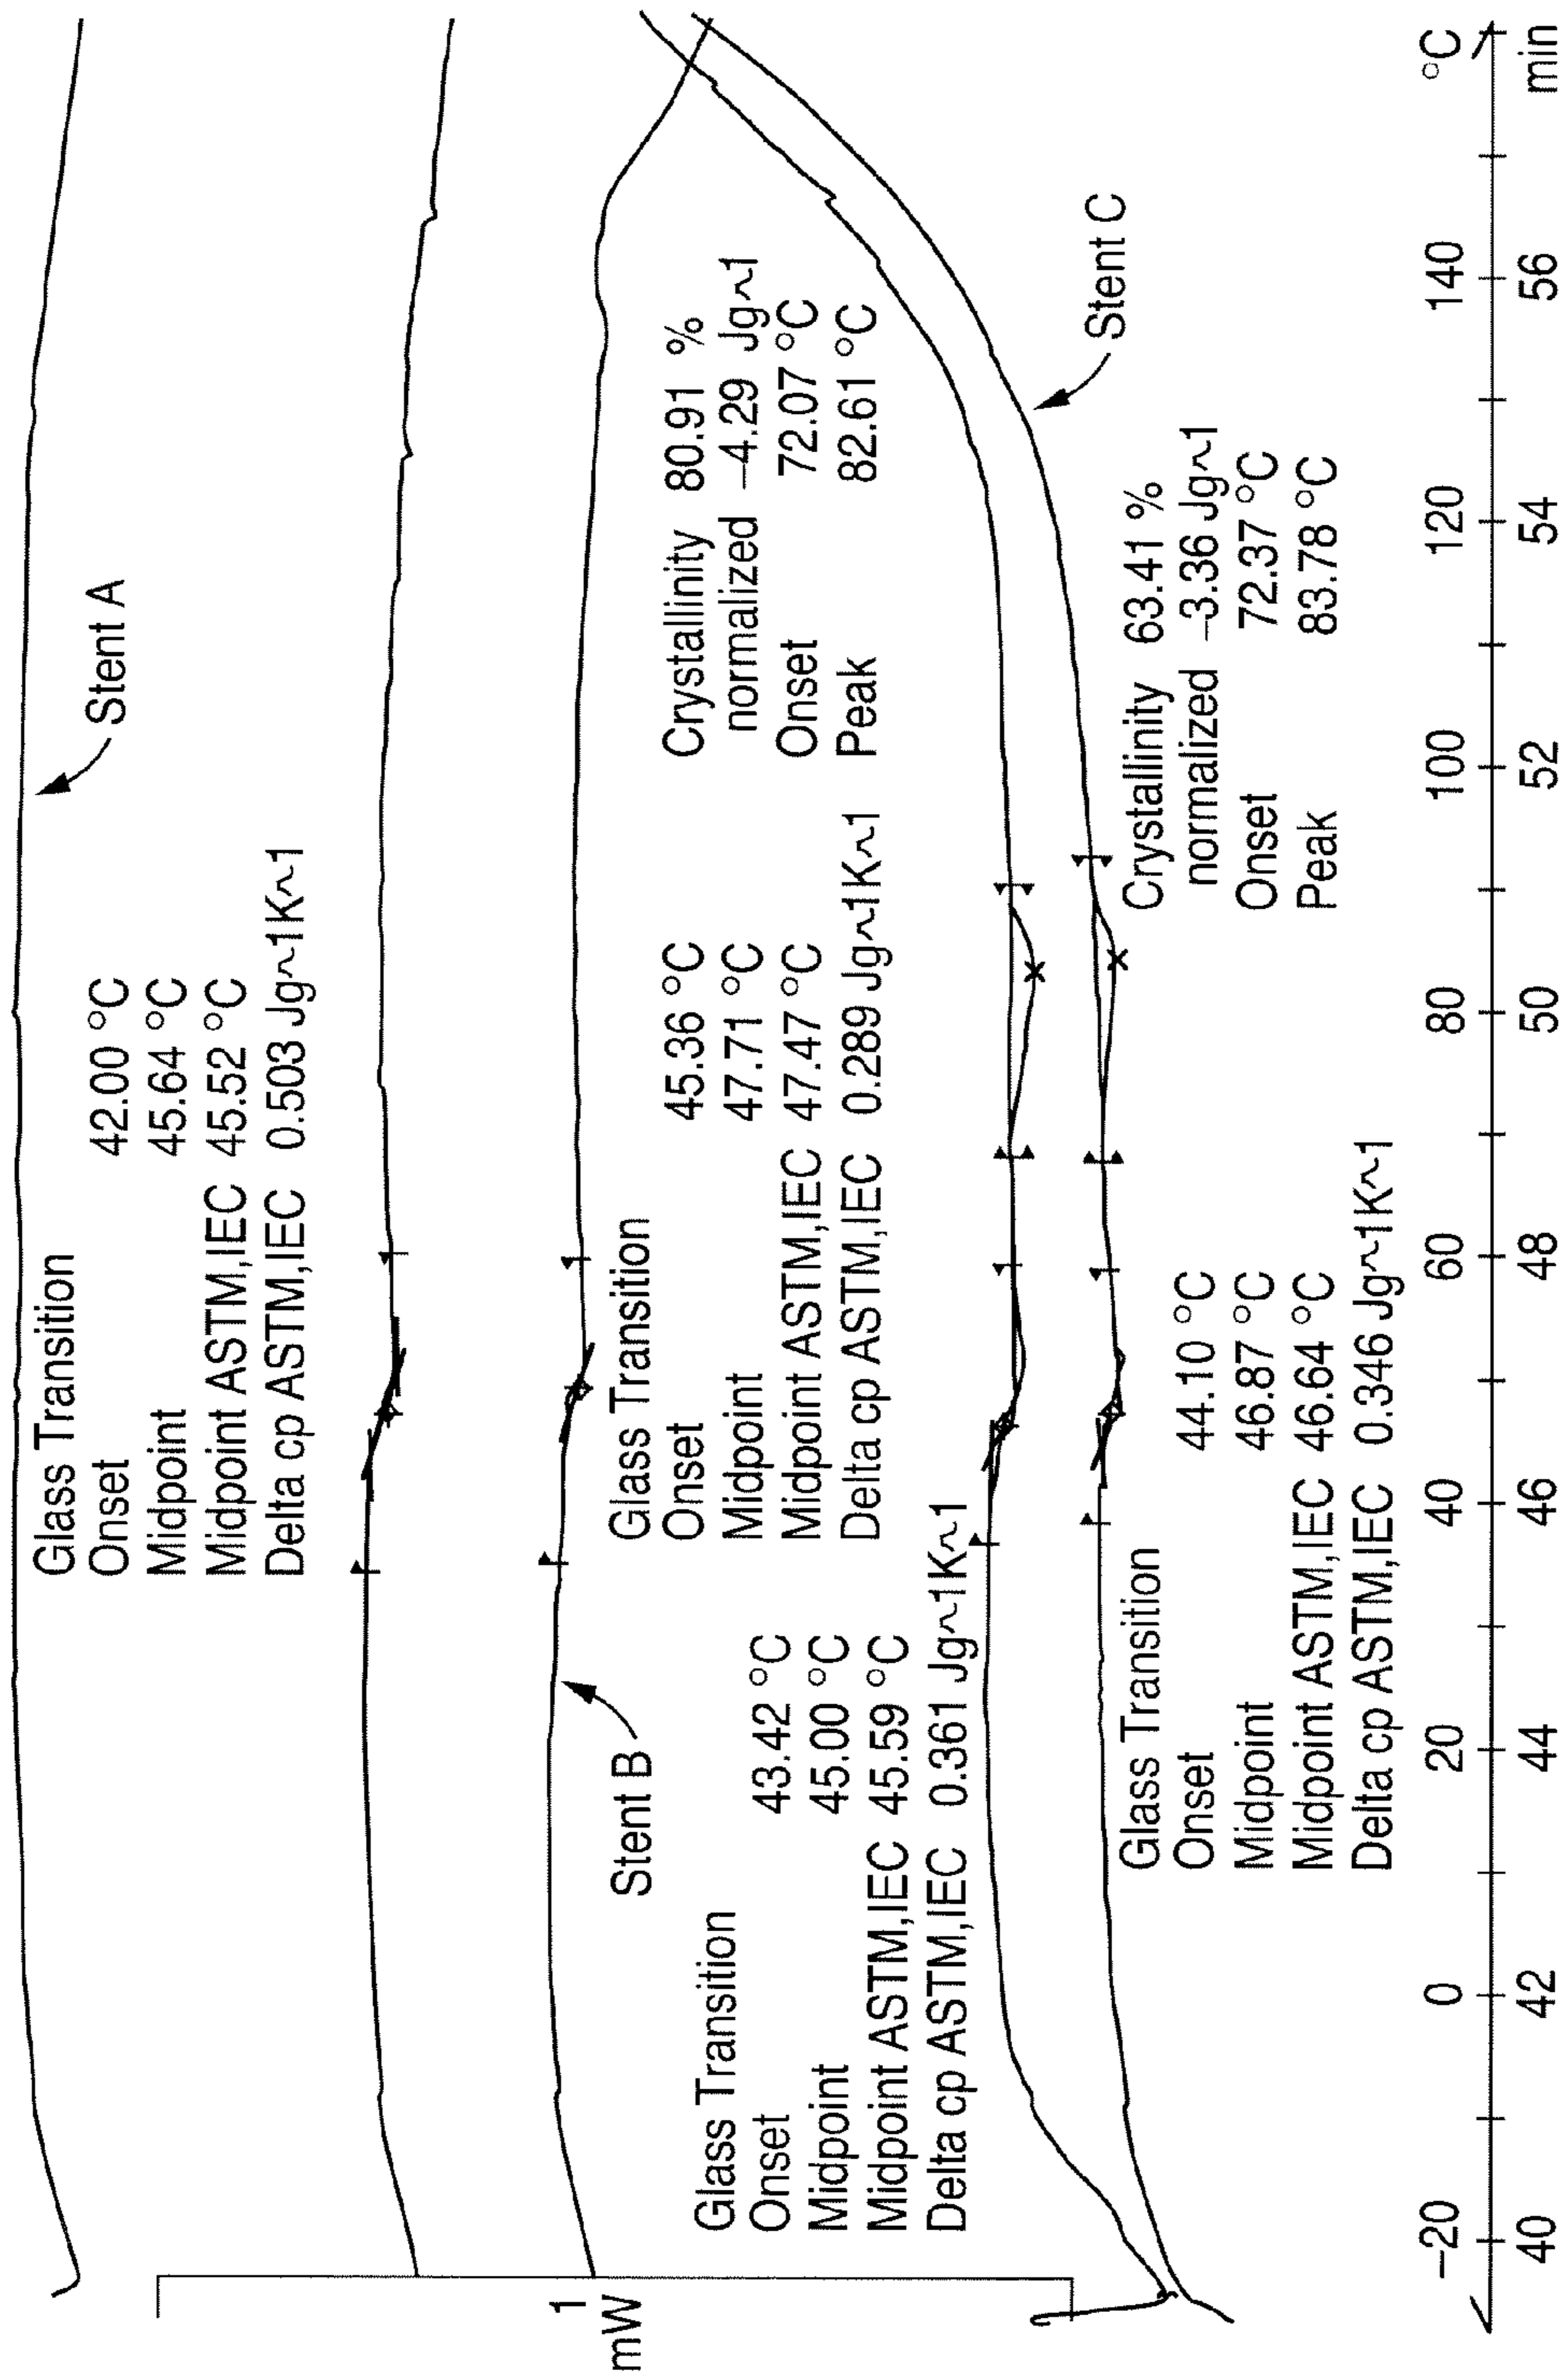 Stent A
Glass Transition
Onset 42.00 °C
Midpoint 45.64 °C
Midpoint ASTM,IEC 45.52 °C
Delta cp ASTM,IEC 0.503 Jg^1K^1
Stent B
Glass Transition
Onset 45.36 °C
Midpoint 47.71 °C
Midpoint ASTM,IEC 47.47 °C
Delta cp ASTM,IEC 0.289 Jg^1K^1
Crystallinity 80.91 %
normalized -4.29 Jg^1
Onset 72.07 °C
Peak 82.61 °C
Glass Transition
Onset 43.42 °C
Midpoint 45.00 °C
Midpoint ASTM,IEC 45.59 °C
Delta cp ASTM,IEC 0.361 Jg^1K^1
Stent C
Crystallinity 63.41 %
normalized -3.36 Jg^1
Onset 72.37 °C
Peak 83.78 °C
Glass Transition
Onset 44.10 °C
Midpoint 46.87 °C
Midpoint ASTM,IEC 46.64 °C
Delta cp ASTM,IEC 0.346 Jg^1K^1
1
mW
-20 0 20 40 60 80 100 120 140 °C
40 42 44 46 48 50 52 54 56 min